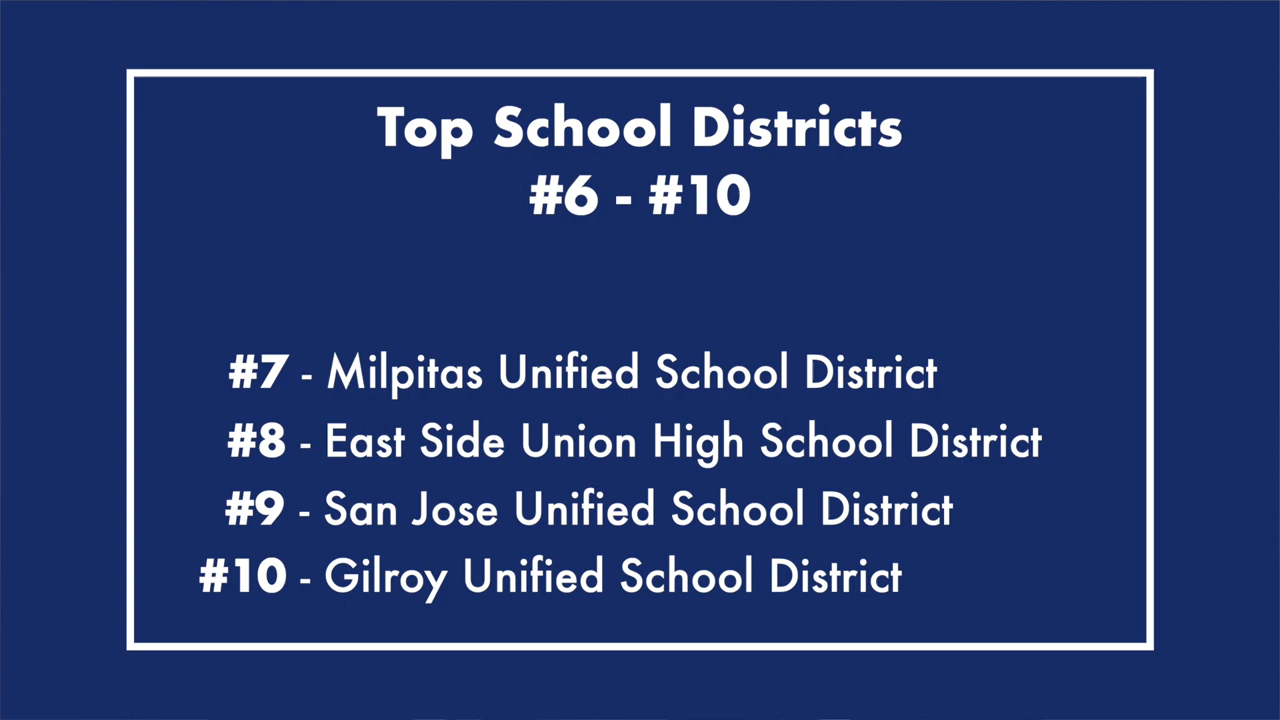 Top School Districts
#6 - #10
#7 - Milpitas Unified School District
#8 - East Side Union High School District
#9 - San Jose Unified School District
#10 - Gilroy Unified School District